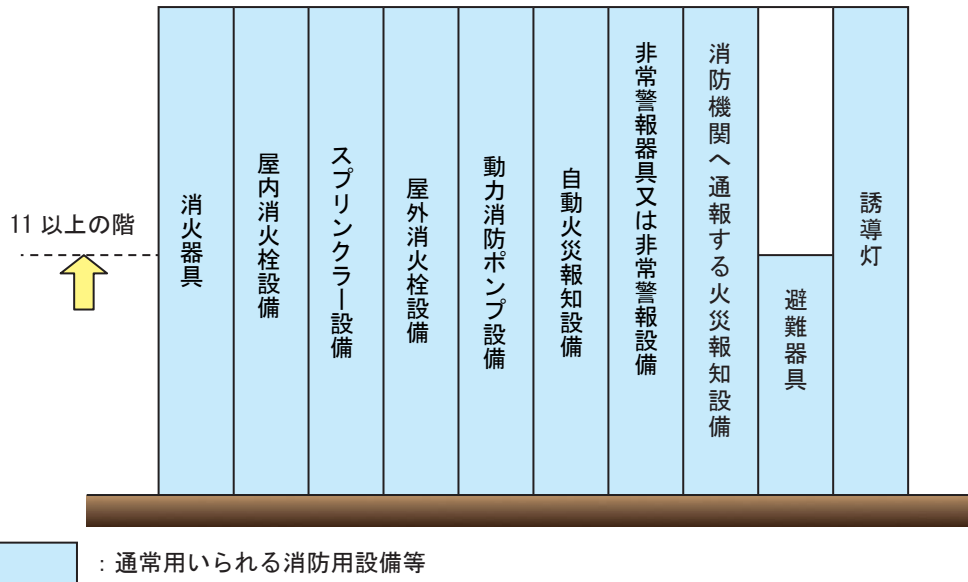 11 以上の階
消火器具
屋内消火栓設備
スプリンクラー設備
屋外消火栓設備
動力消防ポンプ設備
自動火災報知設備
非常警報器具又は非常警報設備
消防機関へ通報する火災報知設備
避難器具
誘導灯
：通常用いられる消防用設備等